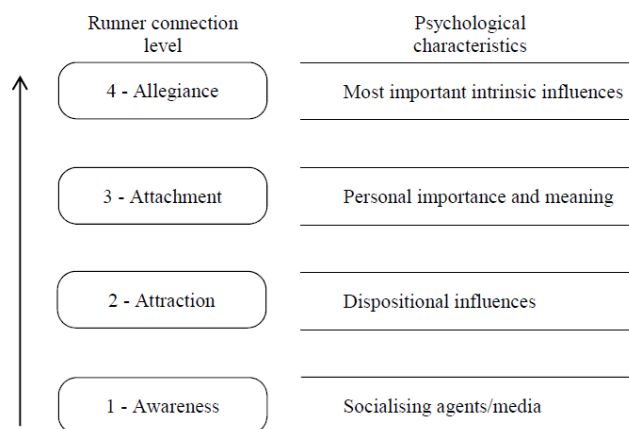 Runner connection
level
Psychological
characteristics
4 - Allegiance
Most important intrinsic influences
3 - Attachment
Personal importance and meaning
2 - Attraction
Dispositional influences
1 - Awareness
Socialising agents/media